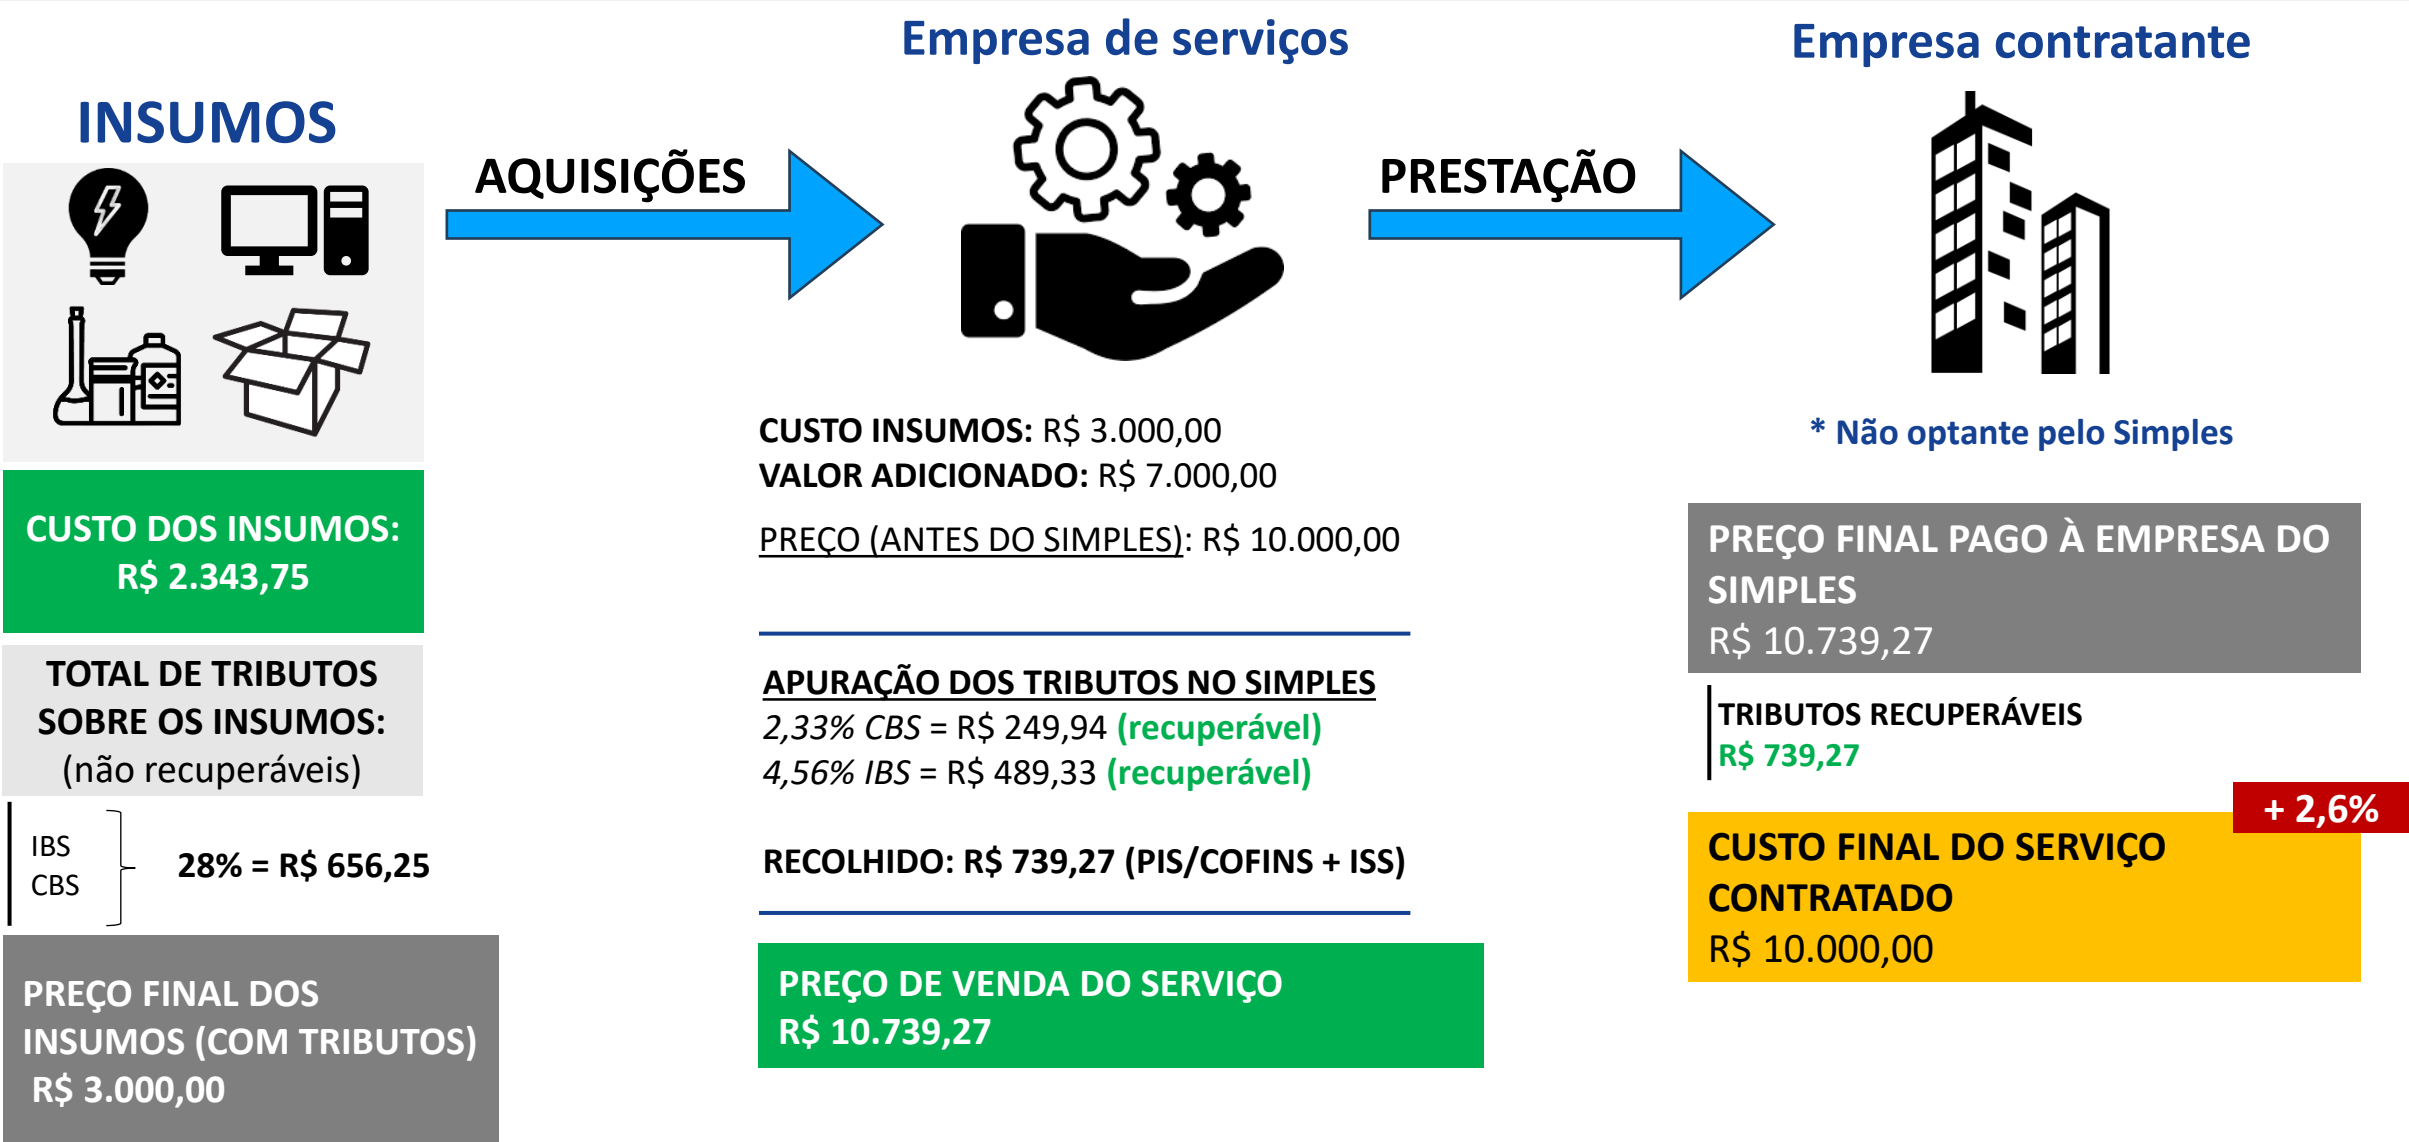 INSUMOS
CUSTO DOS INSUMOS:
R$ 2.343,75
TOTAL DE TRIBUTOS
SOBRE OS INSUMOS:
(não recuperáveis)
IBS
CBS
28% = R$ 656,25
PREÇO FINAL DOS
INSUMOS (COM TRIBUTOS)
R$ 3.000,00
AQUISIÇÕES
Empresa de serviços
CUSTO INSUMOS: R$ 3.000,00
VALOR ADICIONADO: R$ 7.000,00
PREÇO (ANTES DO SIMPLES): R$ 10.000,00
APURAÇÃO DOS TRIBUTOS NO SIMPLES
2,33% CBS = R$ 249,94 (recuperável)
4,56% IBS = R$ 489,33 (recuperável)
RECOLHIDO: R$ 739,27 (PIS/COFINS + ISS)
PREÇO DE VENDA DO SERVIÇO
R$ 10.739,27
PRESTAÇÃO
Empresa contratante
* Não optante pelo Simples
PREÇO FINAL PAGO À EMPRESA DO
SIMPLES
R$ 10.739,27
TRIBUTOS RECUPERÁVEIS
R$ 739,27
+ 2,6%
CUSTO FINAL DO SERVIÇO
CONTRATADO
R$ 10.000,00